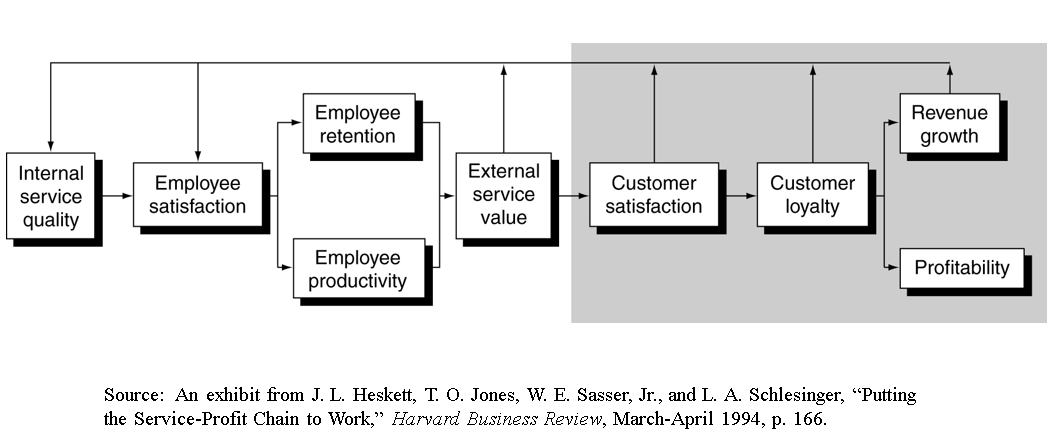 Internal
service
quality
Employee
satisfaction
Employee
retention
Employee
productivity
External
service
value
Customer
satisfaction
Customer
loyalty
Revenue
growth
Profitability
Source: An exhibit from J. L. Heskett, T. O. Jones, W. E. Sasser, Jr., and L. A. Schlesinger, “Putting
the Service-Profit Chain to Work,” Harvard Business Review, March-April 1994, p. 166.